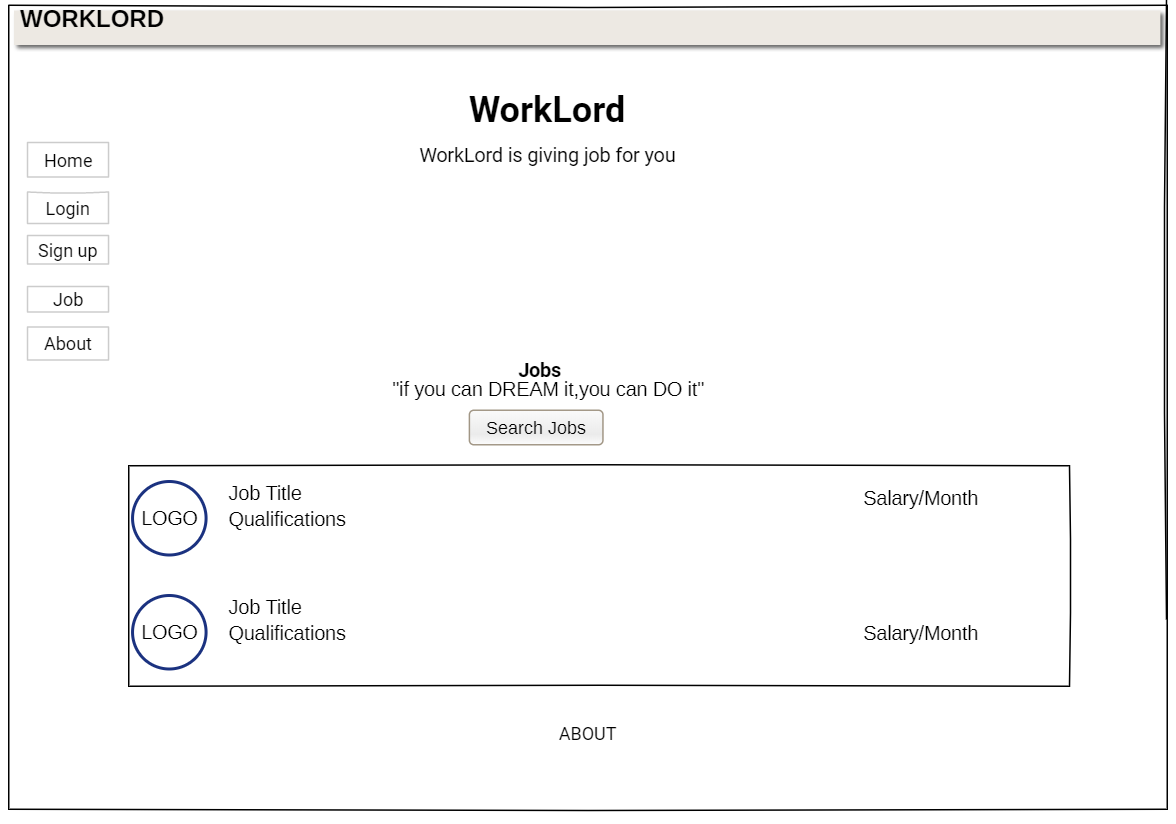 WORKLORD
WorkLord
WorkLord is giving job for you
Home
Login
Sign up
Job
About
Jobs
"if you can DREAM it,you can DO it"
Search Jobs
LOGO
Job Title
Qualifications
Salary/Month
LOGO
Job Title
Qualifications
Salary/Month
ABOUT